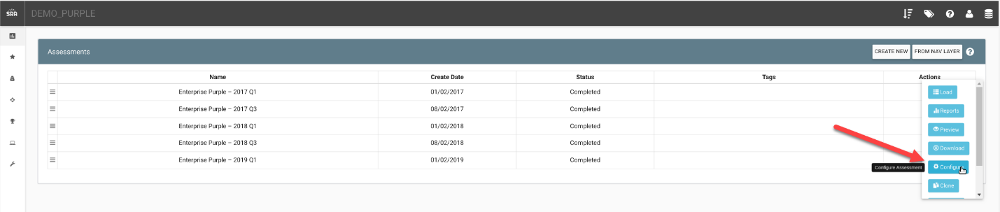 SRA DEMO_PURPLE
Assessments CREATE NEW FROM NAV LAYER
Name Create Date Status Tags Actions
Enterprise Purple – 2017 Q1 01/02/2017 Completed
Enterprise Purple – 2017 Q3 08/02/2017 Completed
Enterprise Purple – 2018 Q1 01/02/2018 Completed
Enterprise Purple – 2018 Q3 08/02/2018 Completed
Enterprise Purple – 2019 Q1 01/02/2019 Completed
Load
Reports
Preview
Download
Configure Assessment Configure
Clone